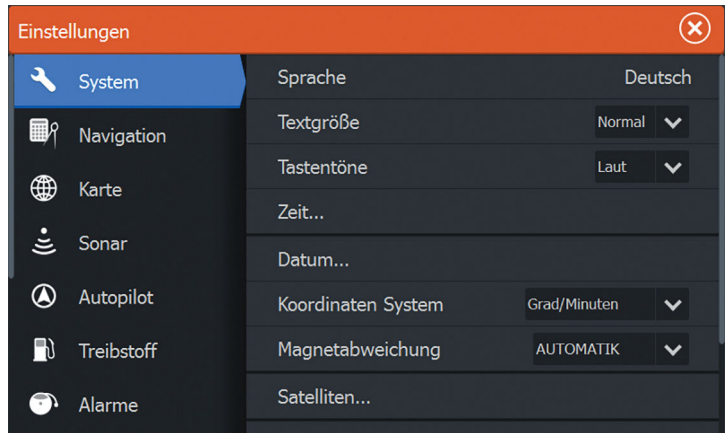 Einstellungen
System
Navigation
Karte
Sonar
Autopilot
Treibstoff
Alarme
Sprache Deutsch
Textgröße Normal
Tastentöne Laut
Zeit...
Datum...
Koordinaten System Grad/Minuten
Magnetabweichung AUTOMATIK
Satelliten...